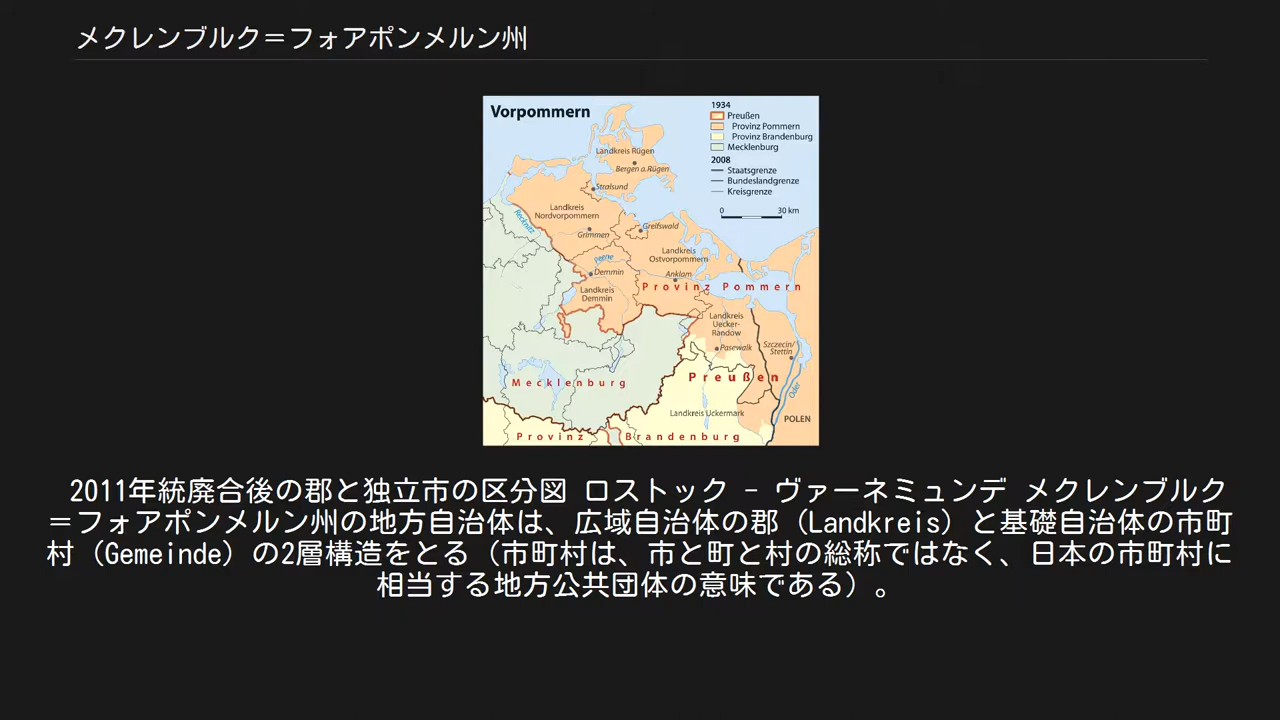 メクレンブルク＝フォアポンメルン州
Vorpommern
1934
Preußen
Provinz Pommern
Provinz Brandenburg
Mecklenburg
2008
Staatsgrenze
Bundeslandgrenze
Kreisgrenze
0 30 km
Landkreis Rügen
Bergen a.Rügen
Stralsund
Landkreis
Nordvorpommern
Recknitz
Grimmen
Greifswald
Landkreis
Ostvorpommern
Peene
Demmin
Anklam
Landkreis
Demmin
Provinz Pommern
Landkreis
Uecker-
Randow
Pasewalk
Szczecin/
Stettin
Mecklenburg
Preußen
Oder
Landkreis Uckermark
POLEN
Provinz Brandenburg
2011年統廃合後の郡と独立市の区分図 ロストック - ヴァーネミュンデ メクレンブルク
＝フォアポンメルン州の地方自治体は、広域自治体の郡（Landkreis）と基礎自治体の市町
村（Gemeinde）の2層構造をとる（市町村は、市と町と村の総称ではなく、日本の市町村に
相当する地方公共団体の意味である）。